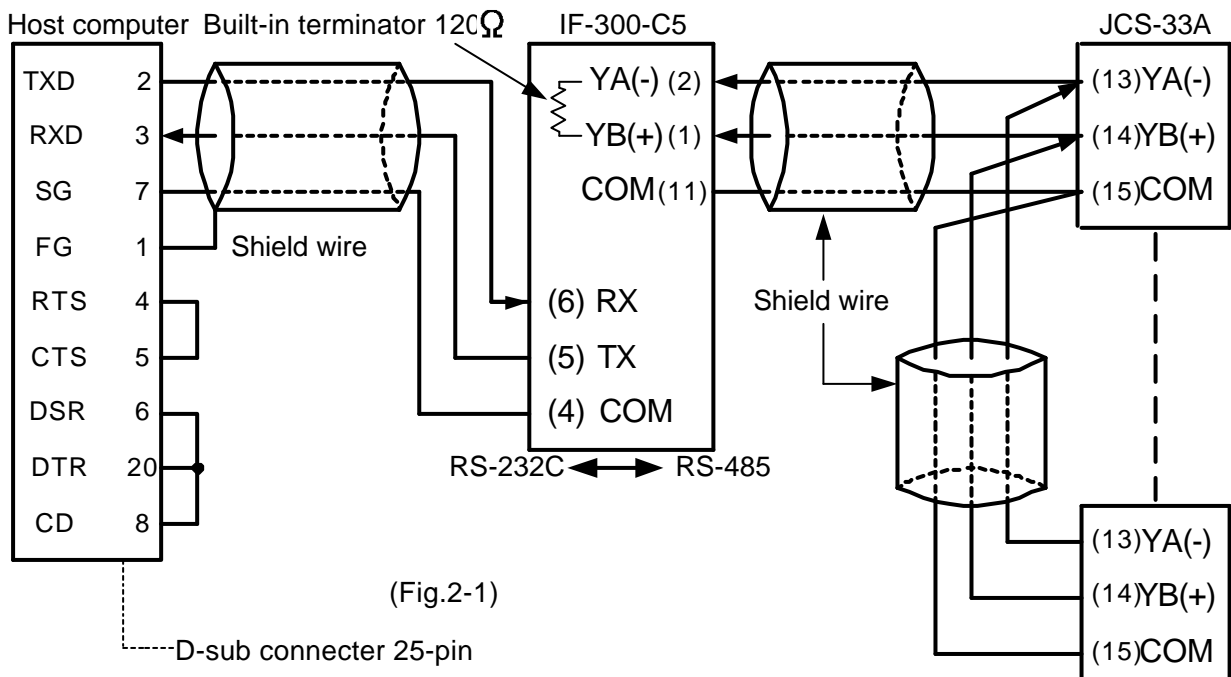 Host computer
Built-in terminator 120Ω
IF-300-C5
JCS-33A
TXD 2
RXD 3
SG 7
FG 1
RTS 4
CTS 5
DSR 6
DTR 20
CD 8
Shield wire
YA(-) (2)
YB(+) (1)
COM (11)
(6) RX
(5) TX
(4) COM
RS-232C
RS-485
Shield wire
(13)YA(-)
(14)YB(+)
(15)COM
(13)YA(-)
(14)YB(+)
(15)COM
(Fig.2-1)
D-sub connecter 25-pin